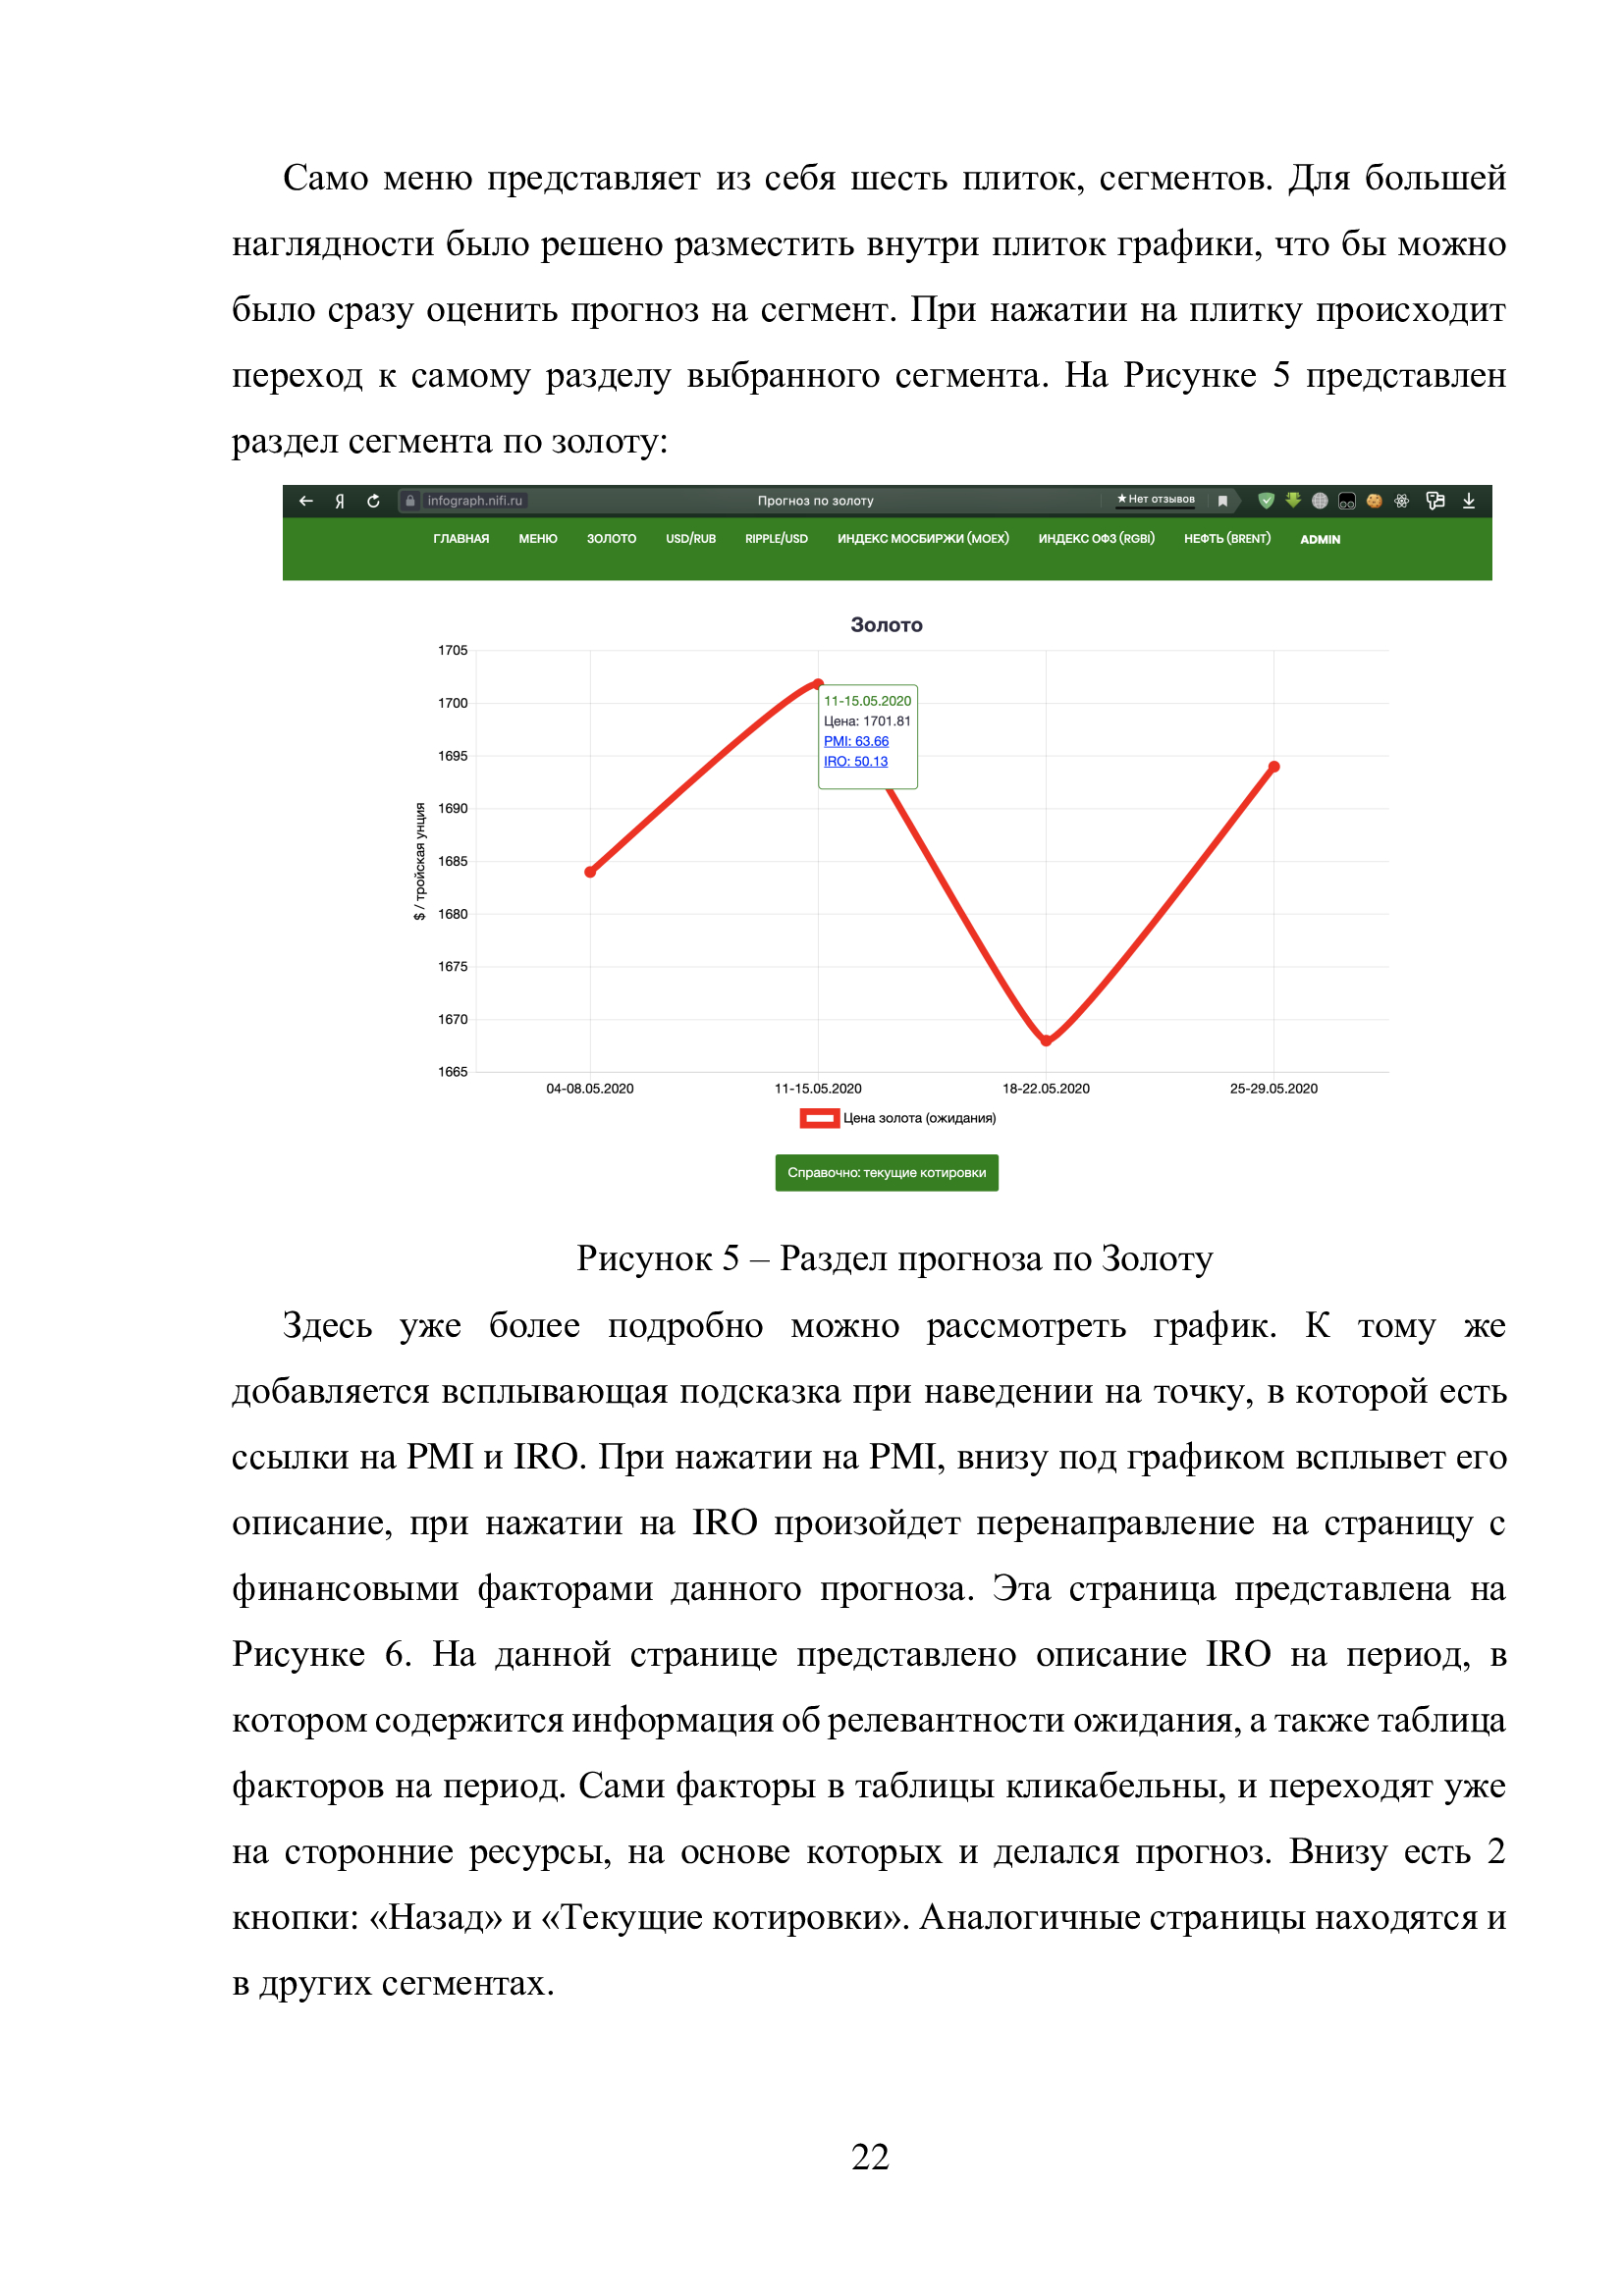 Само меню представляет из себя шесть плиток, сегментов. Для большей
наглядности было решено разместить внутри плиток графики, что бы можно
было сразу оценить прогноз на сегмент. При нажатии на плитку происходит
переход к самому разделу выбранного сегмента. На Рисунке 5 представлен
раздел сегмента по золоту:
Я infograph.nifi.ru Прогноз по золоту ★ Нет отзывов
ГЛАВНАЯ МЕНЮ ЗОЛОТО USD/RUB RIPPLE/USD ИНДЕКС МОСБИРЖИ (MOEX) ИНДЕКС ОФЗ (RGBI) НЕФТЬ (BRENT) ADMIN
Золото
1705
1700
1695
1690
1685
1680
1675
1670
1665
$ / тройская унция
11-15.05.2020
Цена: 1701.81
PMI: 63.66
IRO: 50.13
04-08.05.2020 11-15.05.2020 18-22.05.2020 25-29.05.2020
Цена золота (ожидания)
Справочно: текущие котировки
Рисунок 5 – Раздел прогноза по Золоту
Здесь уже более подробно можно рассмотреть график. К тому же
добавляется всплывающая подсказка при наведении на точку, в которой есть
ссылки на PMI и IRO. При нажатии на PMI, внизу под графиком всплывет его
описание, при нажатии на IRO произойдет перенаправление на страницу с
финансовыми факторами данного прогноза. Эта страница представлена на
Рисунке 6. На данной странице представлено описание IRO на период, в
котором содержится информация об релевантности ожидания, а также таблица
факторов на период. Сами факторы в таблицы кликабельны, и переходят уже
на сторонние ресурсы, на основе которых и делался прогноз. Внизу есть 2
кнопки: «Назад» и «Текущие котировки». Аналогичные страницы находятся и
в других сегментах.
22